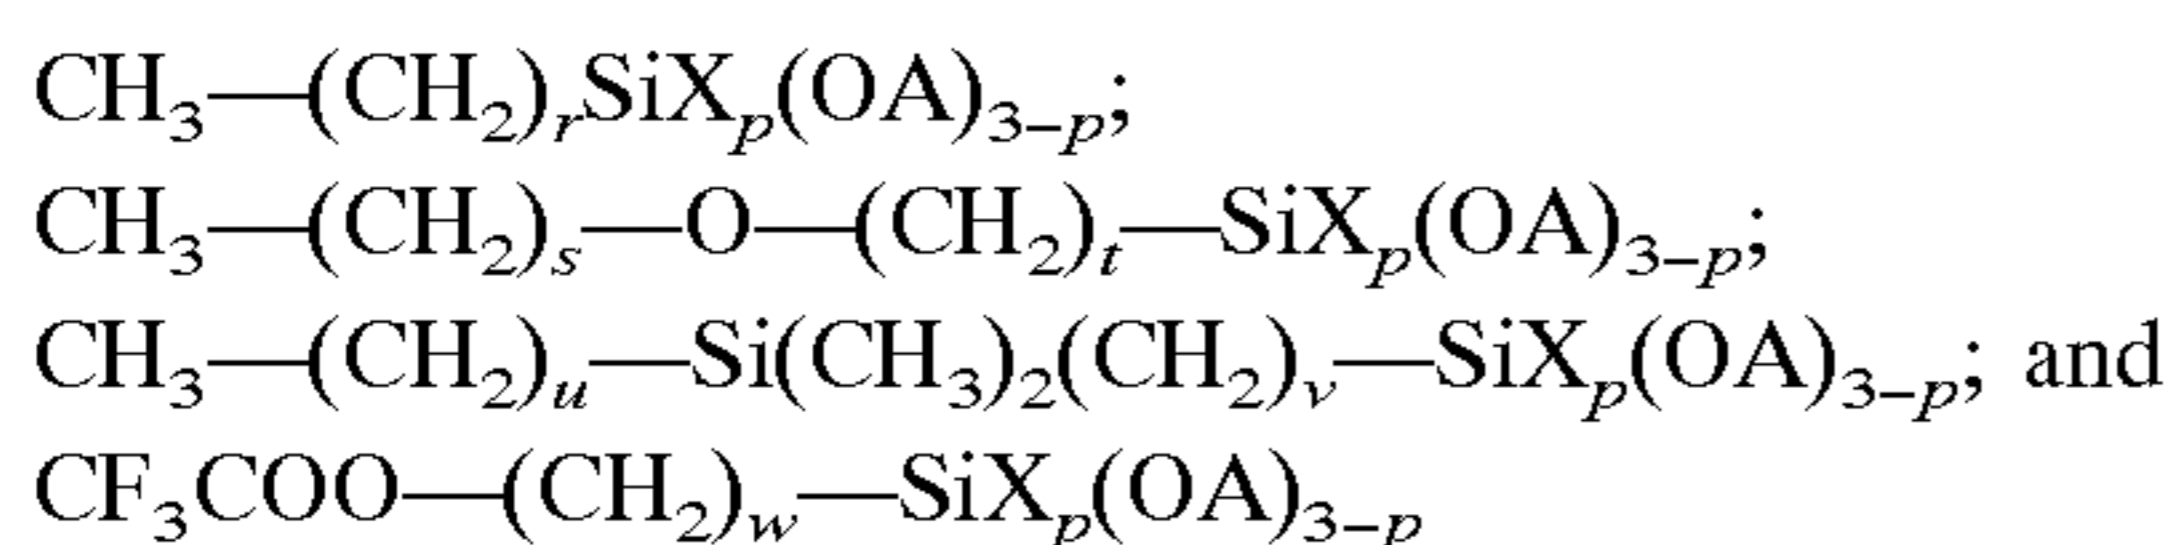 CH₃—(CH₂)ᵣSiXₚ(OA)₃₋ₚ;
CH₃—(CH₂)ₛ—O—(CH₂)ₜ—SiXₚ(OA)₃₋ₚ;
CH₃—(CH₂)ᵤ—Si(CH₃)₂(CH₂)ᵥ—SiXₚ(OA)₃₋ₚ; and
CF₃COO—(CH₂)w—SiXₚ(OA)₃₋ₚ